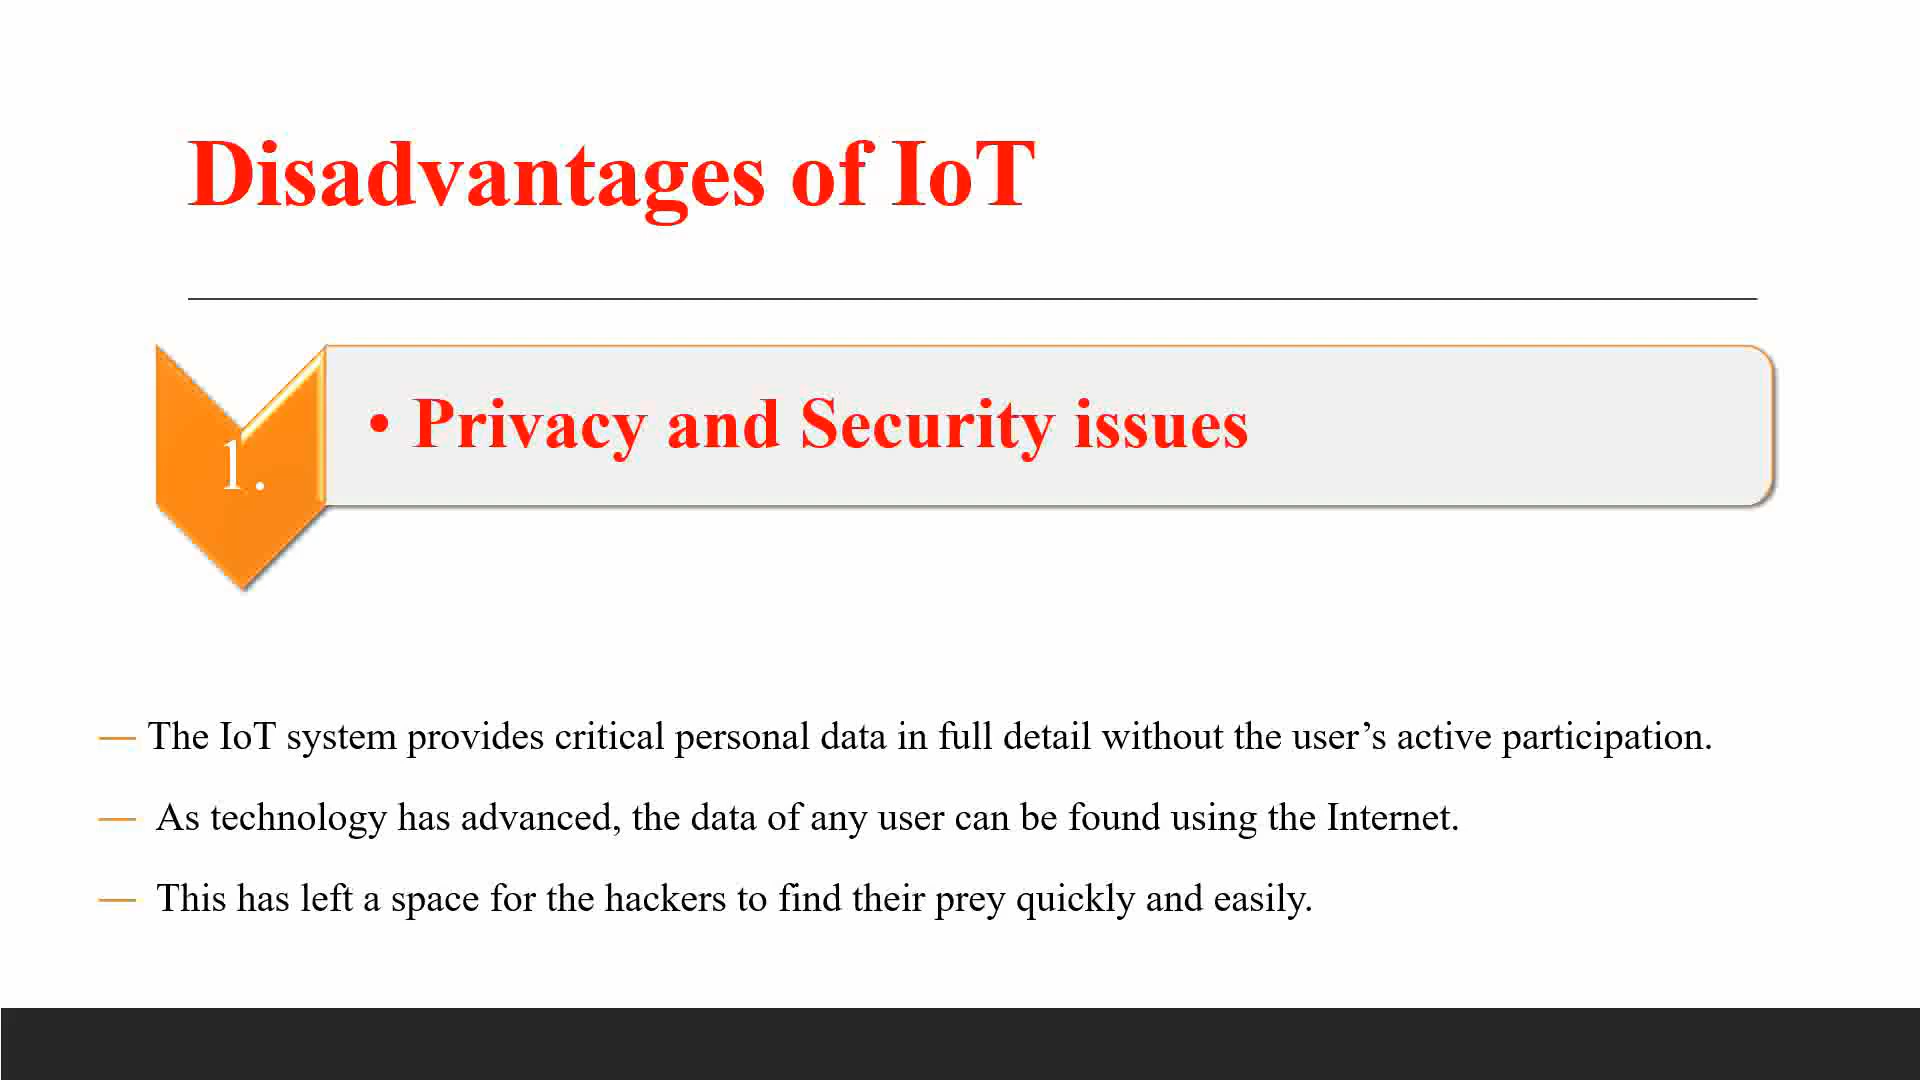 Disadvantages of IoT
1.
• Privacy and Security issues
— The IoT system provides critical personal data in full detail without the user’s active participation.
— As technology has advanced, the data of any user can be found using the Internet.
— This has left a space for the hackers to find their prey quickly and easily.